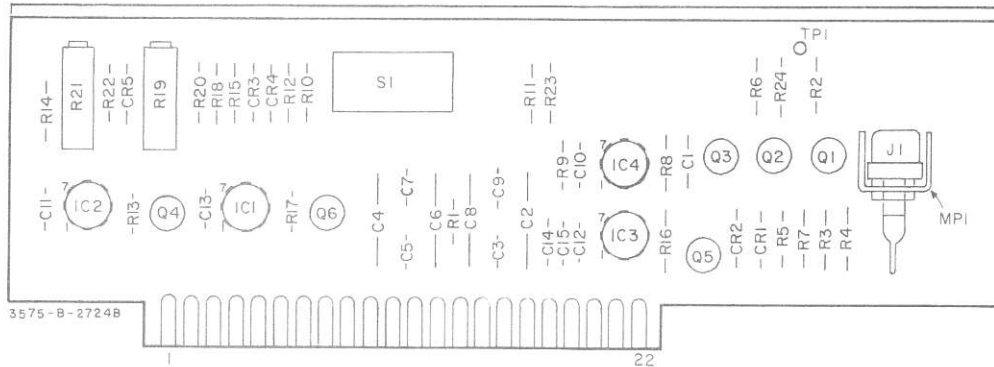 TP1
R14
R21
R22
CR5
R19
R20
R18
R15
CR3
CR4
R12
R10
S1
R11
R23
R6
R24
R2
R9
C10
7
IC4
R8
C1
Q3
Q2
Q1
J1
C11
7
IC2
R13
Q4
C13
7
IC1
R17
Q6
C4
C7
C5
C6
R1
C8
C9
C3
C2
C14
C15
C12
7
IC3
R16
Q5
CR2
CR1
R5
R7
R3
R4
MP1
3575-B-2724B
1
22